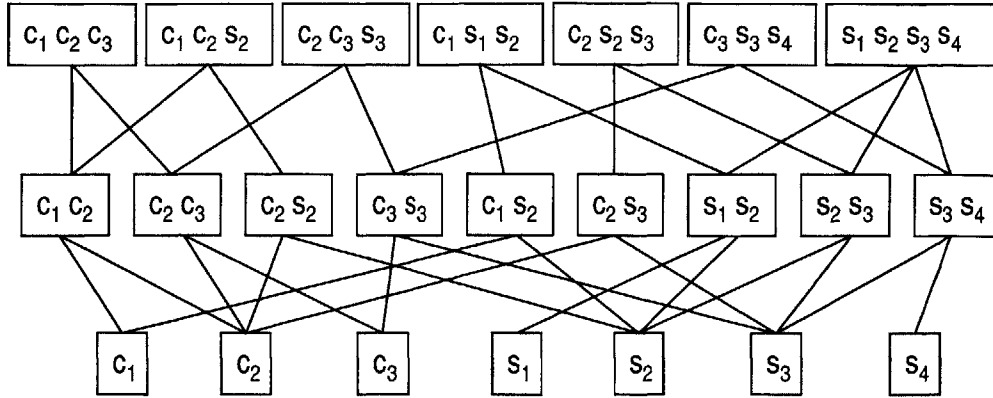 C₁ C₂ C₃ C₁ C₂ S₂ C₂ C₃ S₃ C₁ S₁ S₂ C₂ S₂ S₃ C₃ S₃ S₄ S₁ S₂ S₃ S₄
C₁ C₂ C₂ C₃ C₂ S₂ C₃ S₃ C₁ S₂ C₂ S₃ S₁ S₂ S₂ S₃ S₃ S₄
C₁ C₂ C₃ S₁ S₂ S₃ S₄